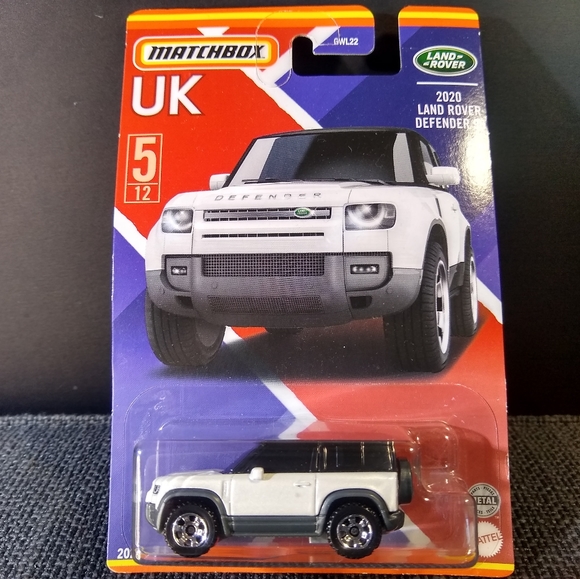 MATCHBOX
GWL22
LAND
ROVER
UK
2020
LAND ROVER
DEFENDER
5
12
DEFENDER
METAL
MATTEL